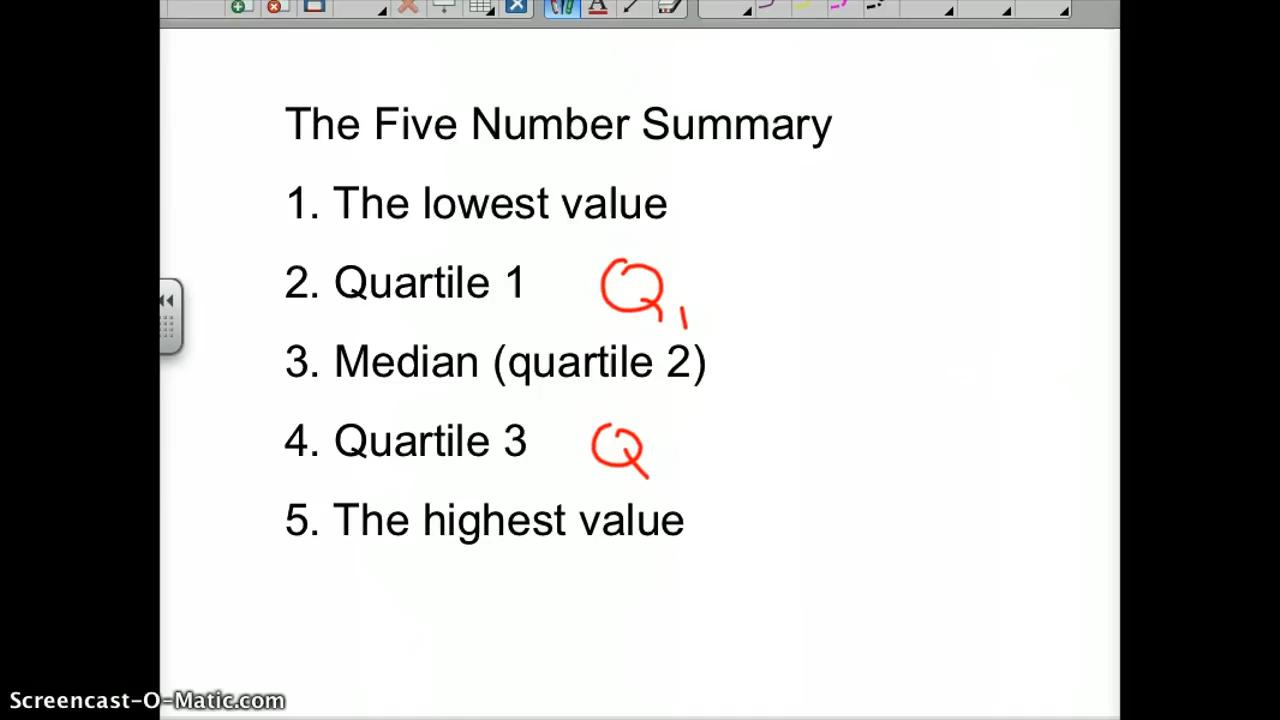 The Five Number Summary
1. The lowest value
2. Quartile 1 Q1
3. Median (quartile 2)
4. Quartile 3 Q
5. The highest value
Screencast-O-Matic.com